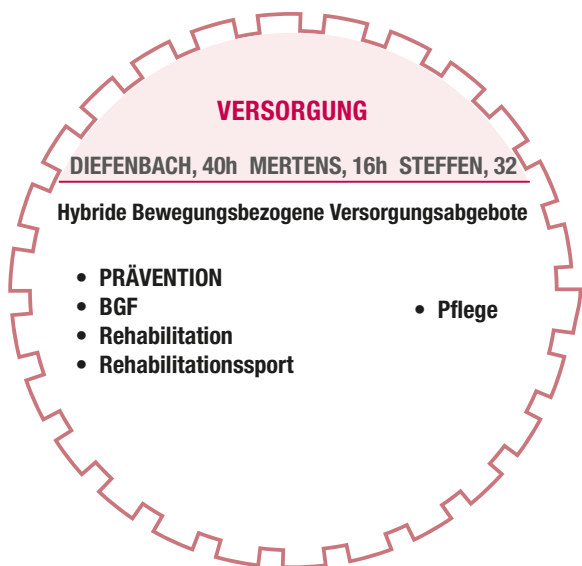 VERSORGUNG
DIEFENBACH, 40h MERTENS, 16h STEFFEN, 32
Hybride Bewegungsbezogene Versorgungsabgebote
• PRÄVENTION
• BGF
• Rehabilitation
• Rehabilitationssport
• Pflege